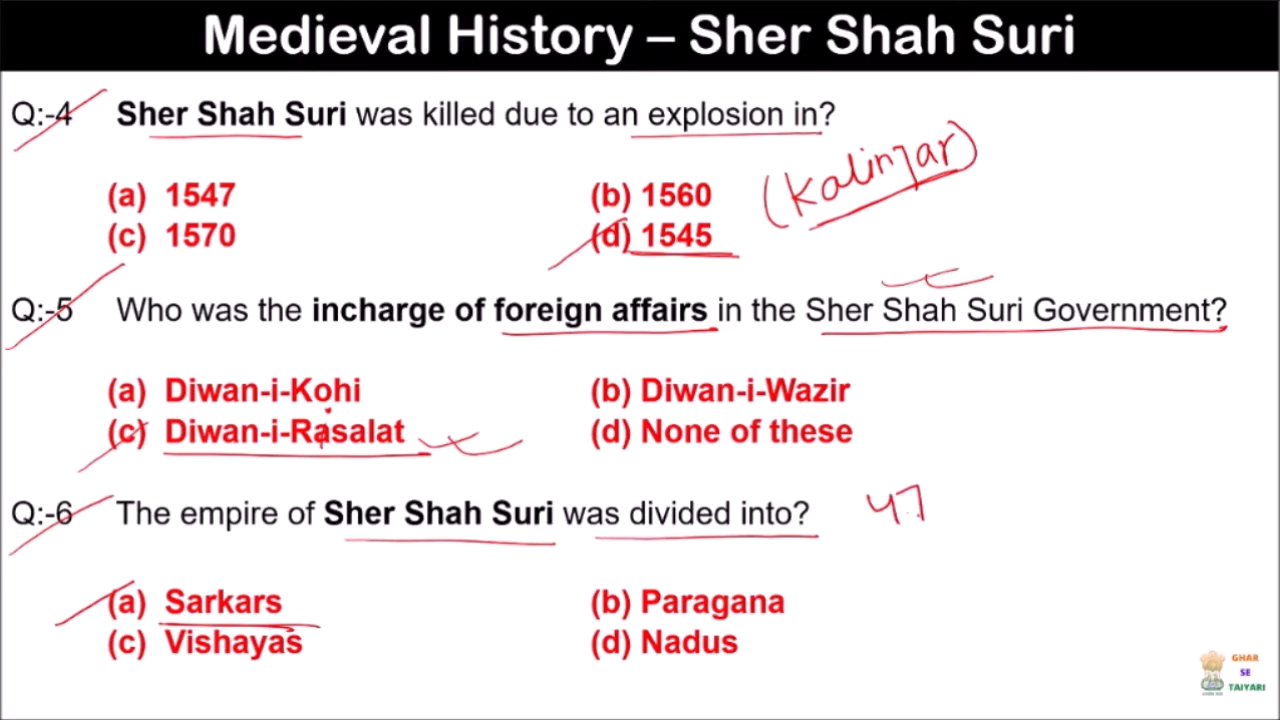 Medieval History – Sher Shah Suri
Q:-4 Sher Shah Suri was killed due to an explosion in?
(Kalinjar)
(a) 1547 (b) 1560
(c) 1570 (d) 1545
Q:-5 Who was the incharge of foreign affairs in the Sher Shah Suri Government?
(a) Diwan-i-Kohi (b) Diwan-i-Wazir
(c) Diwan-i-Rasalat (d) None of these
Q:-6 The empire of Sher Shah Suri was divided into? 47
(a) Sarkars (b) Paragana
(c) Vishayas (d) Nadus
GHAR
SE
TAIYARI